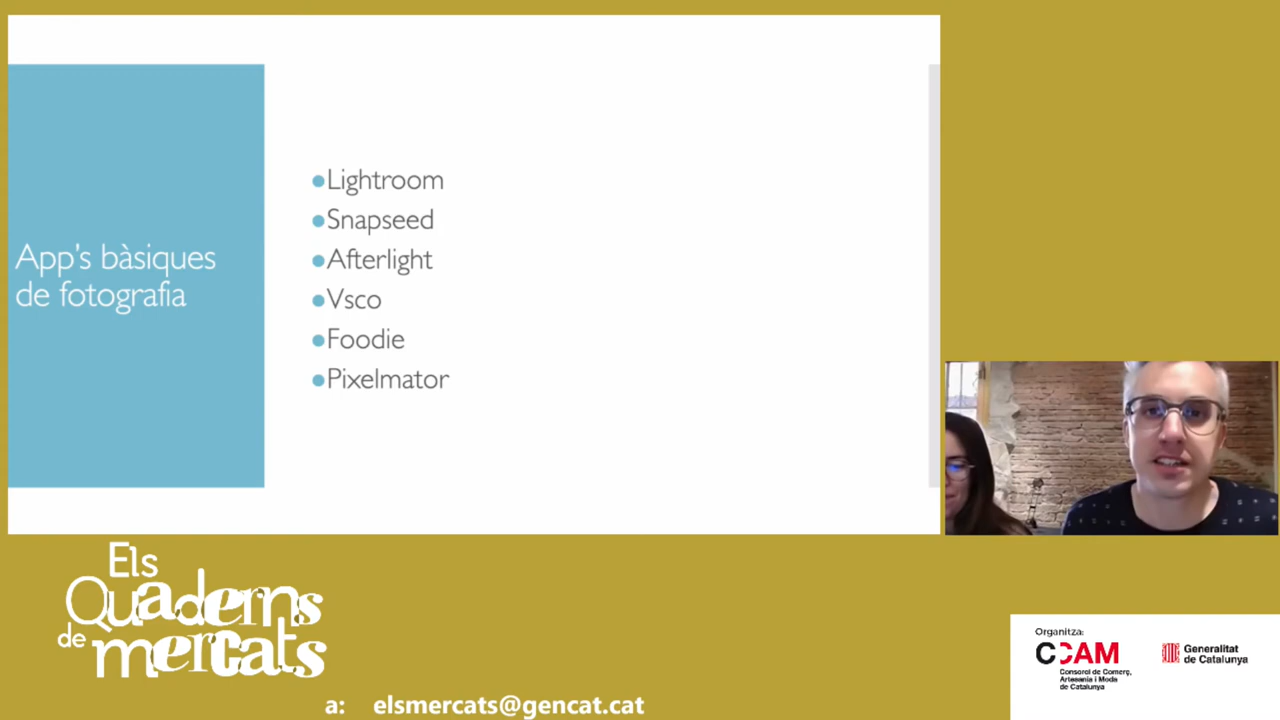 App's bàsiques
de fotografia
●Lightroom
●Snapseed
●Afterlight
●Vsco
●Foodie
●Pixelmator
Els
Quaderns
de mercats
a: elsmercats@gencat.cat
Organitza:
CCAM
Consorci de Comerç,
Artesania i Moda
de Catalunya
Generalitat
de Catalunya